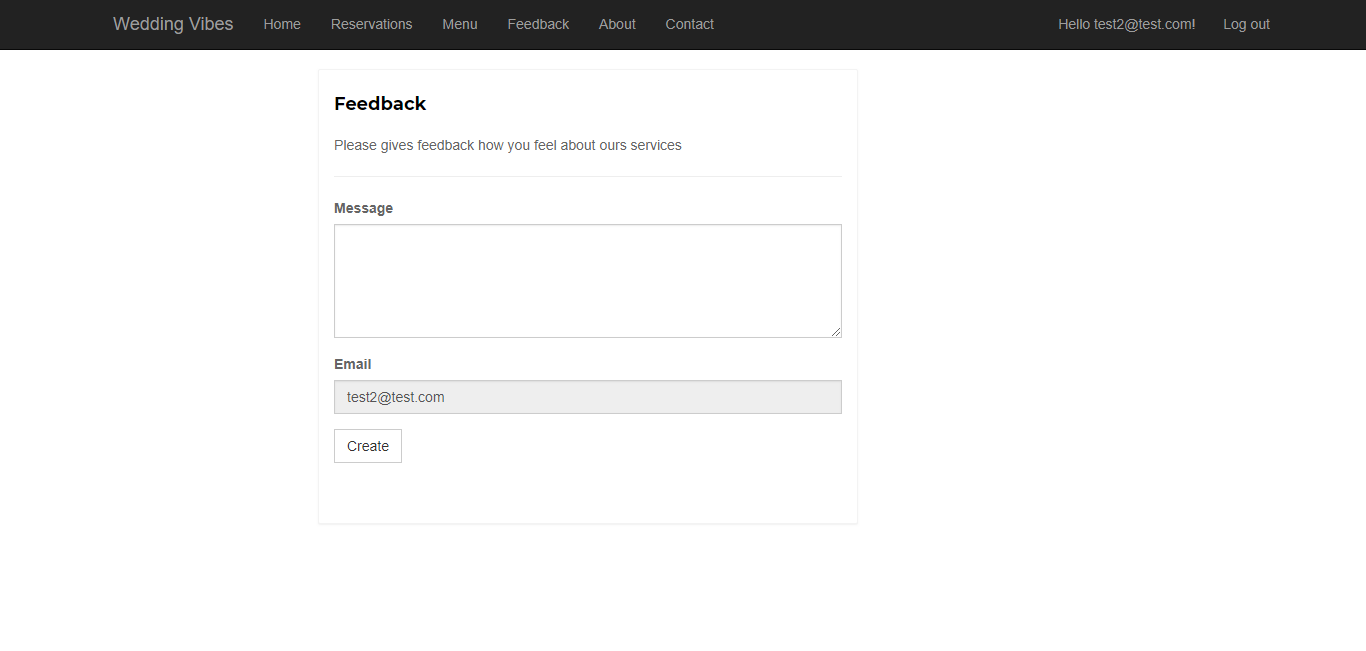 Wedding Vibes Home Reservations Menu Feedback About Contact Hello test2@test.com! Log out
Feedback
Please gives feedback how you feel about ours services
Message
Email
test2@test.com
Create